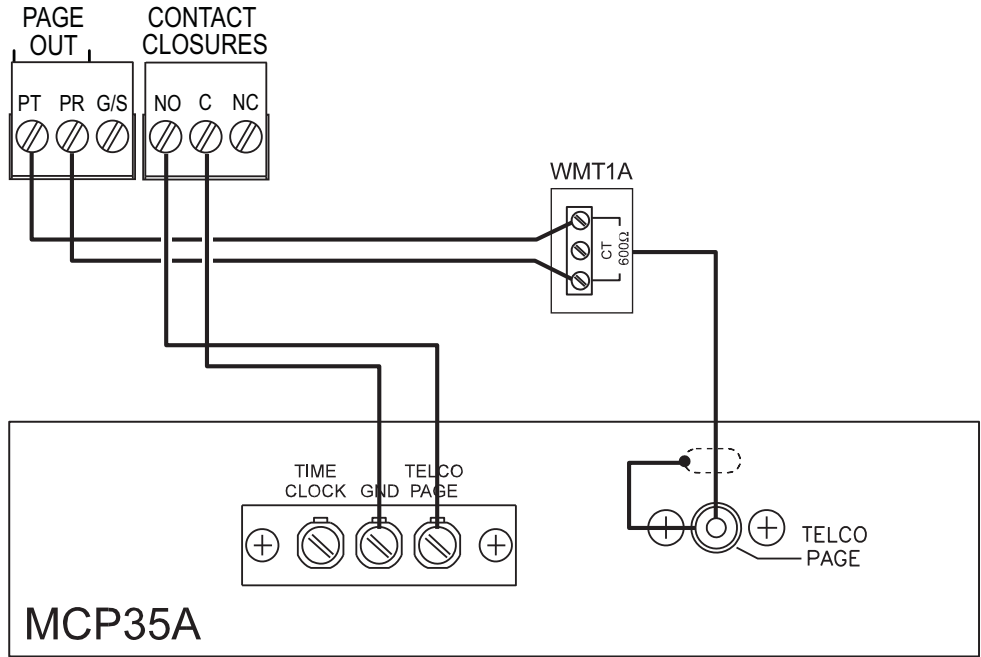 PAGE
OUT
CONTACT
CLOSURES
PT PR G/S
NO C NC
WMT1A
CT
600Ω
TIME
CLOCK
GND
TELCO
PAGE
TELCO
PAGE
MCP35A